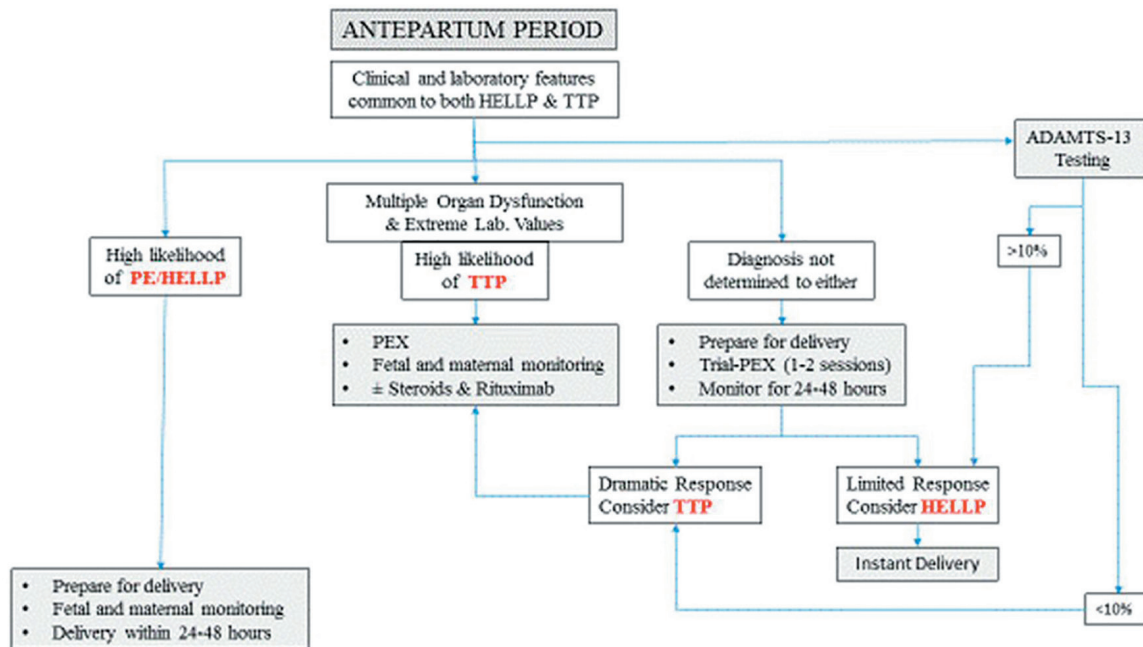 ANTEPARTUM PERIOD
Clinical and laboratory features
common to both HELLP & TTP
ADAMTS-13
Testing
Multiple Organ Dysfunction
& Extreme Lab. Values
High likelihood
of PE/HELLP
High likelihood
of TTP
Diagnosis not
determined to either
>10%
• PEX
• Fetal and maternal monitoring
• ± Steroids & Rituximab
• Prepare for delivery
• Trial-PEX (1-2 sessions)
• Monitor for 24-48 hours
Dramatic Response
Consider TTP
Limited Response
Consider HELLP
Instant Delivery
<10%
• Prepare for delivery
• Fetal and maternal monitoring
• Delivery within 24-48 hours